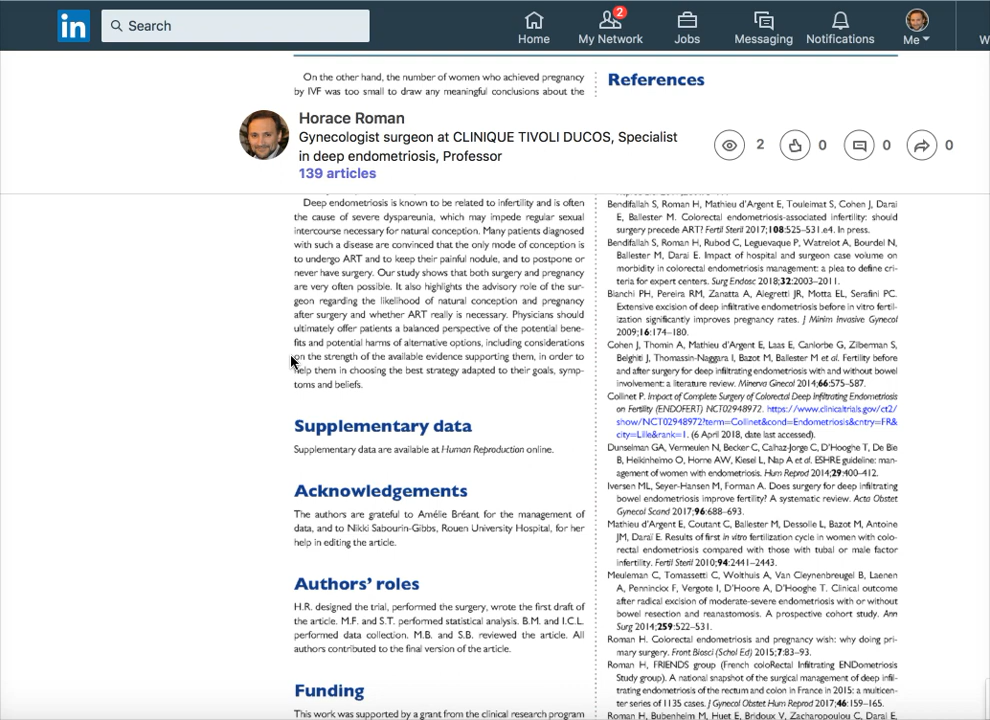 in
Search
2
Home
My Network
Jobs
Messaging
Notifications
Me
W
On the other hand, the number of women who achieved pregnancy
by IVF was too small to draw any meaningful conclusions about the
References
Horace Roman
Gynecologist surgeon at CLINIQUE TIVOLI DUCOS, Specialist
in deep endometriosis, Professor
139 articles
2
0
0
0
Deep endometriosis is known to be related to infertility and is often
the cause of severe dyspareunia, which may impede regular sexual
intercourse necessary for natural conception. Many patients diagnosed
with such a disease are convinced that the only mode of conception is
to undergo ART and to keep their painful nodule, and to postpone or
never have surgery. Our study shows that both surgery and pregnancy
are very often possible. It also highlights the advisory role of the sur-
geon regarding the likelihood of natural conception and pregnancy
after surgery and whether ART really is necessary. Physicians should
ultimately offer patients a balanced perspective of the potential bene-
fits and potential harms of alternative options, including considerations
on the strength of the available evidence supporting them, in order to
help them in choosing the best strategy adapted to their goals, symp-
toms and beliefs.
Supplementary data
Supplementary data are available at Human Reproduction online.
Acknowledgements
The authors are grateful to Amélie Bréant for the management of
data, and to Nikki Sabourin-Gibbs, Rouen University Hospital, for her
help in editing the article.
Authors' roles
H.R. designed the trial, performed the surgery, wrote the first draft of
the article. M.F. and S.T. performed statistical analysis. B.M. and I.C.L.
performed data collection. M.B. and S.B. reviewed the article. All
authors contributed to the final version of the article.
Funding
This work was supported by a grant from the clinical research program
Bendifallah S, Roman H, Mathieu d'Argent E, Touleimat S, Cohen J, Darai
E, Ballester M. Colorectal endometriosis-associated infertility: should
surgery precede ART? Fertil Steril 2017;108:525–531.e4. In press.
Bendifallah S, Roman H, Rubod C, Leguevaque P, Watrelot A, Bourdel N,
Ballester M, Darai E. Impact of hospital and surgeon case volume on
morbidity in colorectal endometriosis management: a plea to define cri-
teria for expert centers. Surg Endosc 2018;32:2003–2011.
Bianchi PH, Pereira RM, Zanatta A, Alegretti JR, Motta EL, Serafini PC.
Extensive excision of deep infiltrative endometriosis before in vitro fertil-
ization significantly improves pregnancy rates. J Minim Invasive Gynecol
2009;16:174–180.
Cohen J, Thomin A, Mathieu d'Argent E, Laas E, Canlorbe G, Zilberman S,
Belghiti J, Thomassin-Naggara I, Bazot M, Ballester M et al. Fertility before
and after surgery for deep infiltrating endometriosis with and without bowel
involvement: a literature review. Minerva Ginecol 2014;66:575–587.
Collinet P. Impact of Complete Surgery of Colorectal Deep Infiltrating Endometriosis
on Fertility (ENDOFERT) NCT02948972. https://www.clinicaltrials.gov/ct2/
show/NCT02948972?term=Collinet&cond=Endometriosis&cntry=FR&
city=Lille&rank=1. (6 April 2018, date last accessed).
Dunselman GA, Vermeulen N, Becker C, Calhaz-Jorge C, D'Hooghe T, De Bie
B, Heikinheimo O, Horne AW, Kiesel L, Nap A et al. ESHRE guideline: man-
agement of women with endometriosis. Hum Reprod 2014;29:400–412.
Iversen ML, Seyer-Hansen M, Forman A. Does surgery for deep infiltrating
bowel endometriosis improve fertility? A systematic review. Acta Obstet
Gynecol Scand 2017;96:688–693.
Mathieu d'Argent E, Coutant C, Ballester M, Dessolle L, Bazot M, Antoine
JM, Daraï E. Results of first in vitro fertilization cycle in women with colo-
rectal endometriosis compared with those with tubal or male factor
infertility. Fertil Steril 2010;94:2441–2443.
Meuleman C, Tomassetti C, Wolthuis A, Van Cleynenbreugel B, Laenen
A, Penninckx F, Vergote I, D'Hoore A, D'Hooghe T. Clinical outcome
after radical excision of moderate-severe endometriosis with or without
bowel resection and reanastomosis. A prospective cohort study. Ann
Surg 2014;259:522–531.
Roman H. Colorectal endometriosis and pregnancy wish: why doing pri-
mary surgery. Front Biosci (Schol Ed) 2015;7:83–93.
Roman H, FRIENDS group (French coloRectal Infiltrating ENDometriosis
Study group). A national snapshot of the surgical management of deep infil-
trating endometriosis of the rectum and colon in France in 2015: a multicen-
ter series of 1135 cases. J Gynecol Obstet Hum Reprod 2017;46:159–165.
Roman H, Bubenheim M, Huet E, Bridoux V, Zacharopoulou C, Daraï E,